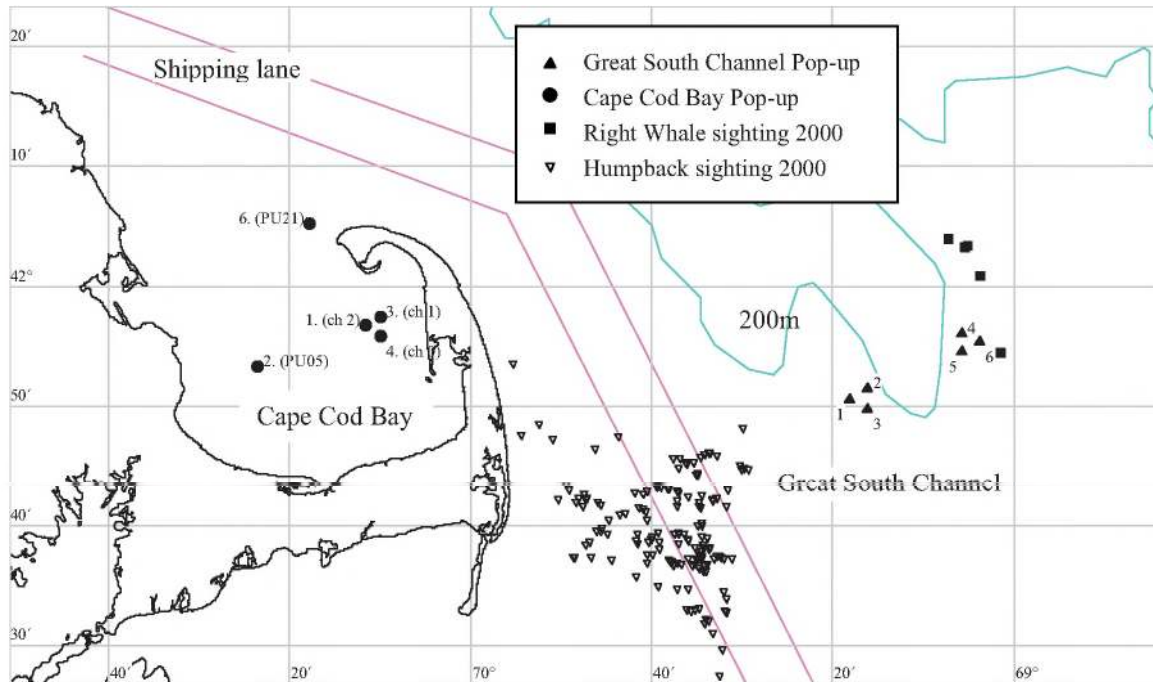 20´
Shipping lane
Great South Channel Pop-up
Cape Cod Bay Pop-up
Right Whale sighting 2000
Humpback sighting 2000
10´
6. (PU21)
42°
3. (ch 1)
1. (ch 2)
4. (ch
200m
4
6
5
2. (PU05)
2
1
3
50´
Cape Cod Bay
Great South Channel
40´
30´
40´
20´
70°
40´
20´
69°